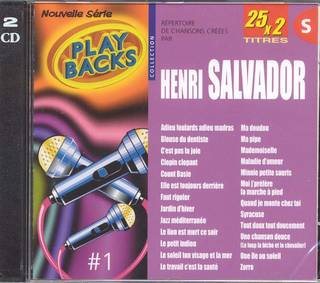 2
CD
Nouvelle Série
PLAY
BACKS
COLLECTION
RÉPERTOIRE
DE CHANSONS CRÉÉES
PAR
25x2
TITRES
S
HENRI SALVADOR
Adieu foulards adieu madras
Blouse du dentiste
C'est pas la joie
Clopin clopant
Count Basie
Elle est toujours derrière
Faut rigoler
Jardin d'hiver
Jazz méditerranée
Le lion est mort ce soir
Le petit indien
Le soleil ton visage et la mer
Le travail c'est la santé
Ma doudou
Ma pipe
Mademoiselle
Maladie d'amour
Minnie petite souris
Moi j'préfère
la marche à pied
Quand je monte chez toi
Syracuse
Tout doux tout doucement
Une chanson douce
(Le loup la biche et le chevalier)
Une île au soleil
Zorro
#1